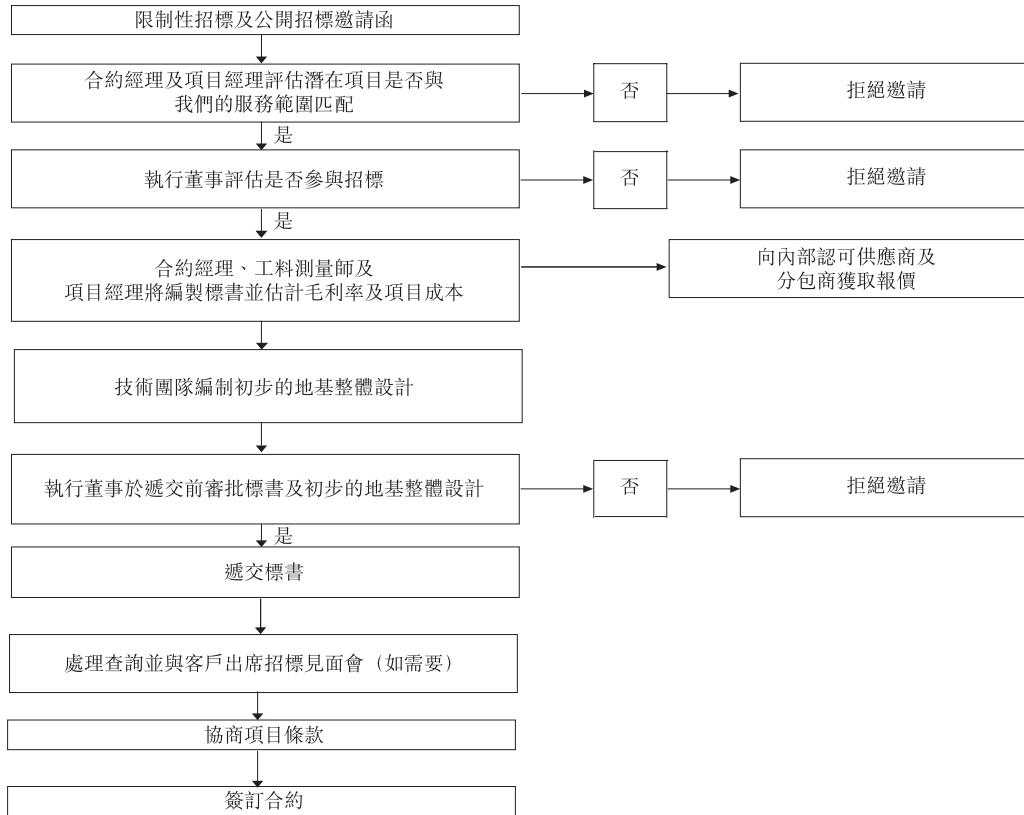 限制性招標及公開招標邀請函
合約經理及項目經理評估潛在項目是否與
我們的服務範圍匹配
否
拒絕邀請
是
執行董事評估是否參與招標
否
拒絕邀請
是
合約經理、工料測量師及
項目經理將編製標書並估計毛利率及項目成本
向內部認可供應商及
分包商獲取報價
技術團隊編制初步的地基整體設計
執行董事於遞交前審批標書及初步的地基整體設計
否
拒絕邀請
是
遞交標書
處理查詢並與客戶出席招標見面會（如需要）
協商項目條款
簽訂合約